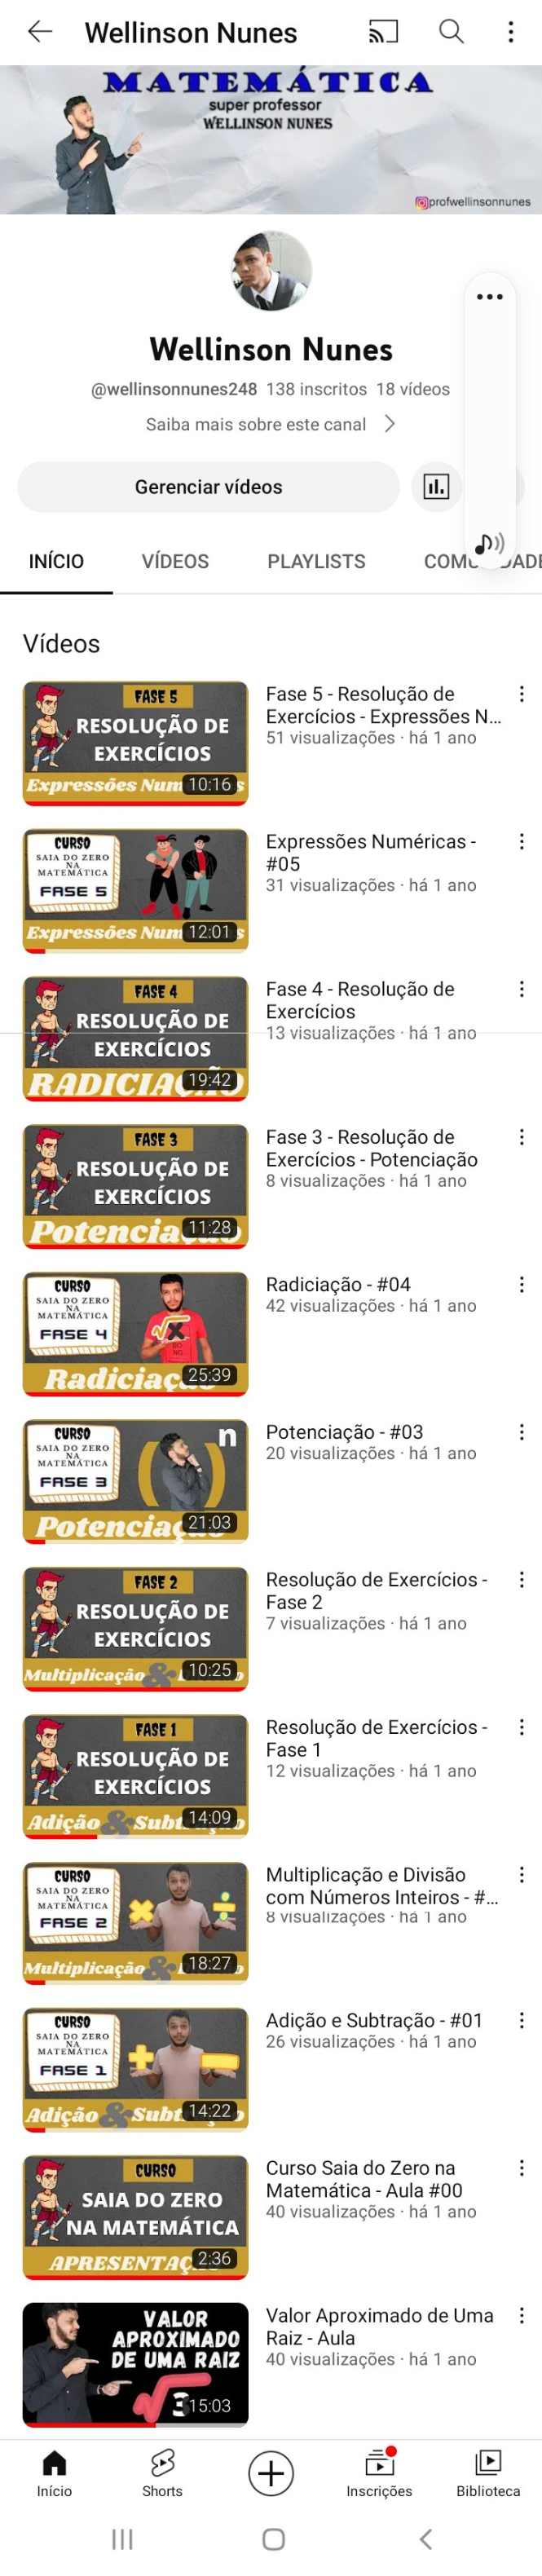 Wellinson Nunes
MATEMÁTICA
super professor
WELLINSON NUNES
profwellinsonnunes
Wellinson Nunes
@wellinsonnunes248 138 inscritos 18 vídeos
Saiba mais sobre este canal
Gerenciar vídeos
INÍCIO VÍDEOS PLAYLISTS
Vídeos
FASE 5
RESOLUÇÃO DE
EXERCÍCIOS
Expressões Num
10:16
Fase 5 - Resolução de
Exercícios - Expressões N...
51 visualizações · há 1 ano
CURSO
SAIA DO ZERO
NA
MATEMÁTICA
FASE 5
Expressões Num
12:01
Expressões Numéricas -
#05
31 visualizações · há 1 ano
FASE 4
RESOLUÇÃO DE
EXERCÍCIOS
RADICIAÇÃO
19:42
Fase 4 - Resolução de
Exercícios
13 visualizações · há 1 ano
FASE 3
RESOLUÇÃO DE
EXERCÍCIOS
Potencia
11:28
Fase 3 - Resolução de
Exercícios - Potenciação
8 visualizações · há 1 ano
CURSO
SAIA DO ZERO
NA
MATEMÁTICA
FASE 4
x
Radiciaç
25:39
Radiciação - #04
42 visualizações · há 1 ano
CURSO
SAIA DO ZERO
NA
MATEMÁTICA
FASE 3
( ) n
Potencia
21:03
Potenciação - #03
20 visualizações · há 1 ano
FASE 2
RESOLUÇÃO DE
EXERCÍCIOS
Multiplicação &
10:25
Resolução de Exercícios -
Fase 2
7 visualizações · há 1 ano
FASE 1
RESOLUÇÃO DE
EXERCÍCIOS
Adição & Subt
14:09
Resolução de Exercícios -
Fase 1
12 visualizações · há 1 ano
CURSO
SAIA DO ZERO
NA
MATEMÁTICA
FASE 2
× ÷
Multiplicação &
18:27
Multiplicação e Divisão
com Números Inteiros - #...
8 visualizações · há 1 ano
CURSO
SAIA DO ZERO
NA
MATEMÁTICA
FASE 1
+ −
Adição & Subt
14:22
Adição e Subtração - #01
26 visualizações · há 1 ano
CURSO
SAIA DO ZERO
NA MATEMÁTICA
APRESENTAÇ
2:36
Curso Saia do Zero na
Matemática - Aula #00
40 visualizações · há 1 ano
VALOR
APROXIMADO
DE UMA RAIZ
3
15:03
Valor Aproximado de Uma
Raiz - Aula
40 visualizações · há 1 ano
Início Shorts Inscrições Biblioteca